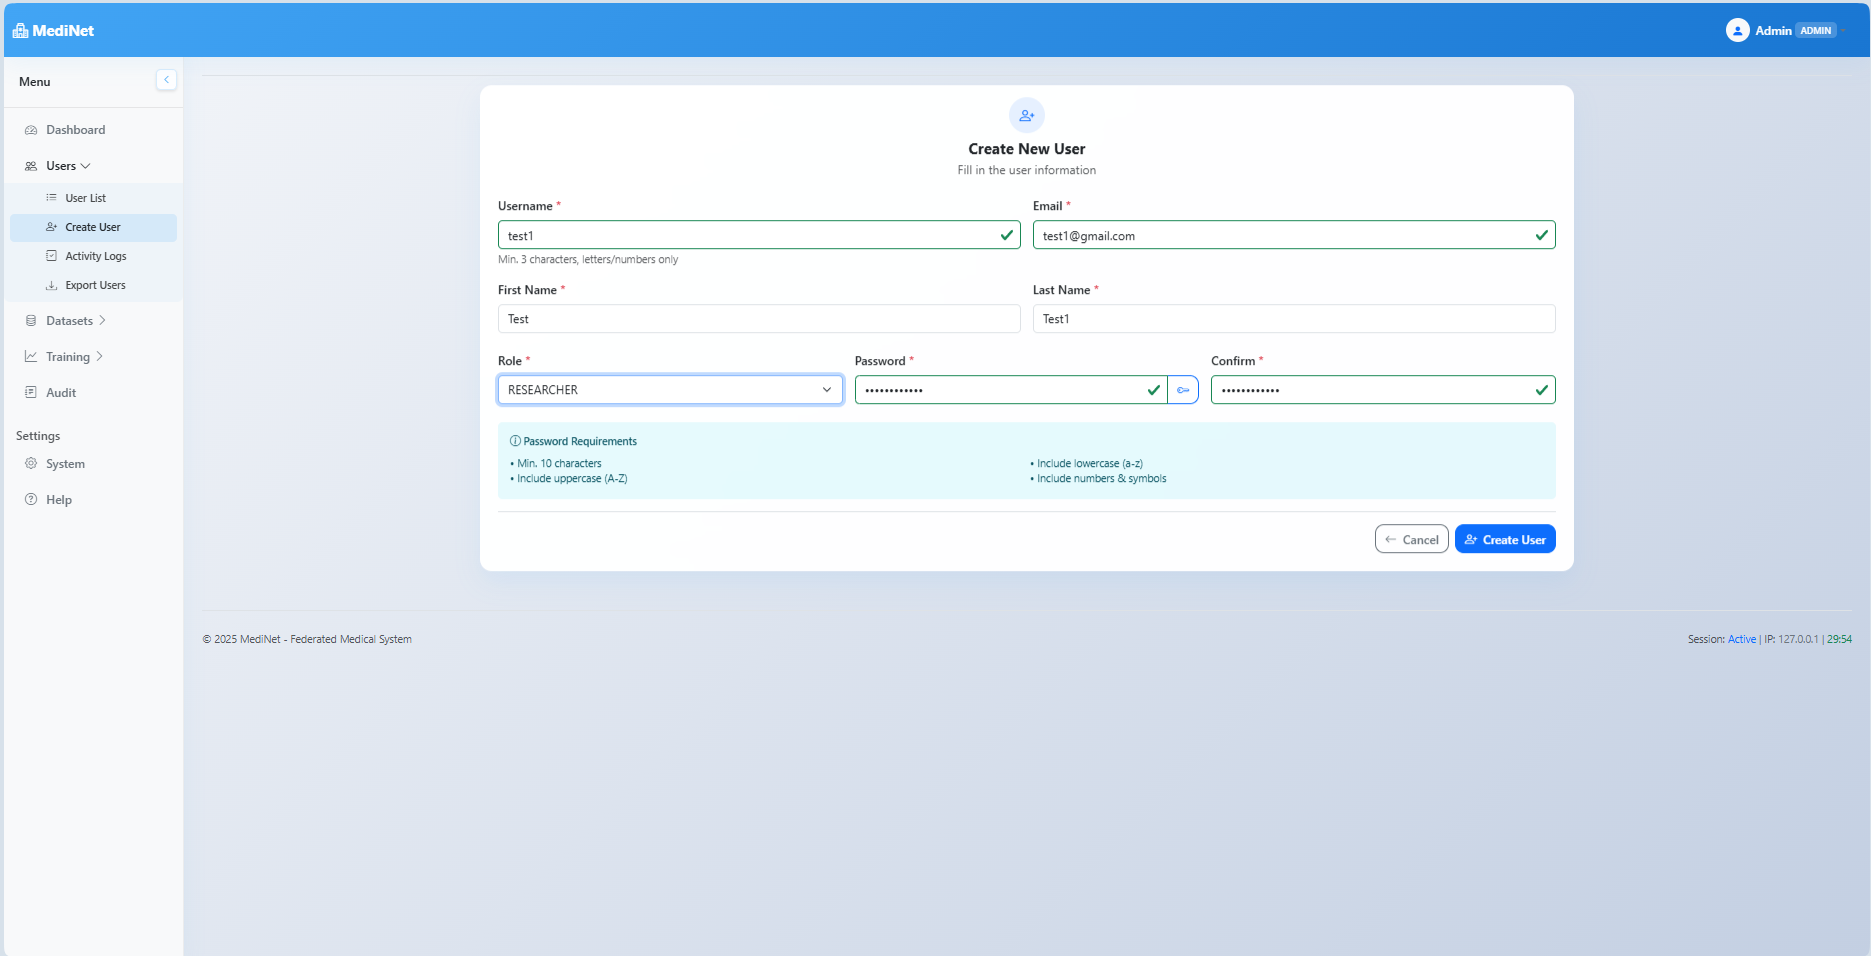 MediNet
Admin ADMIN
Menu
Dashboard
Users
User List
Create User
Activity Logs
Export Users
Datasets
Training
Audit
Settings
System
Help
Create New User
Fill in the user information
Username * Email *
test1 test1@gmail.com
Min. 3 characters, letters/numbers only
First Name * Last Name *
Test Test1
Role * Password * Confirm *
RESEARCHER •••••••••••• ••••••••••••
Password Requirements
• Min. 10 characters • Include lowercase (a-z)
• Include uppercase (A-Z) • Include numbers & symbols
Cancel Create User
© 2025 MediNet - Federated Medical System Session: Active | IP: 127.0.0.1 | 29:54